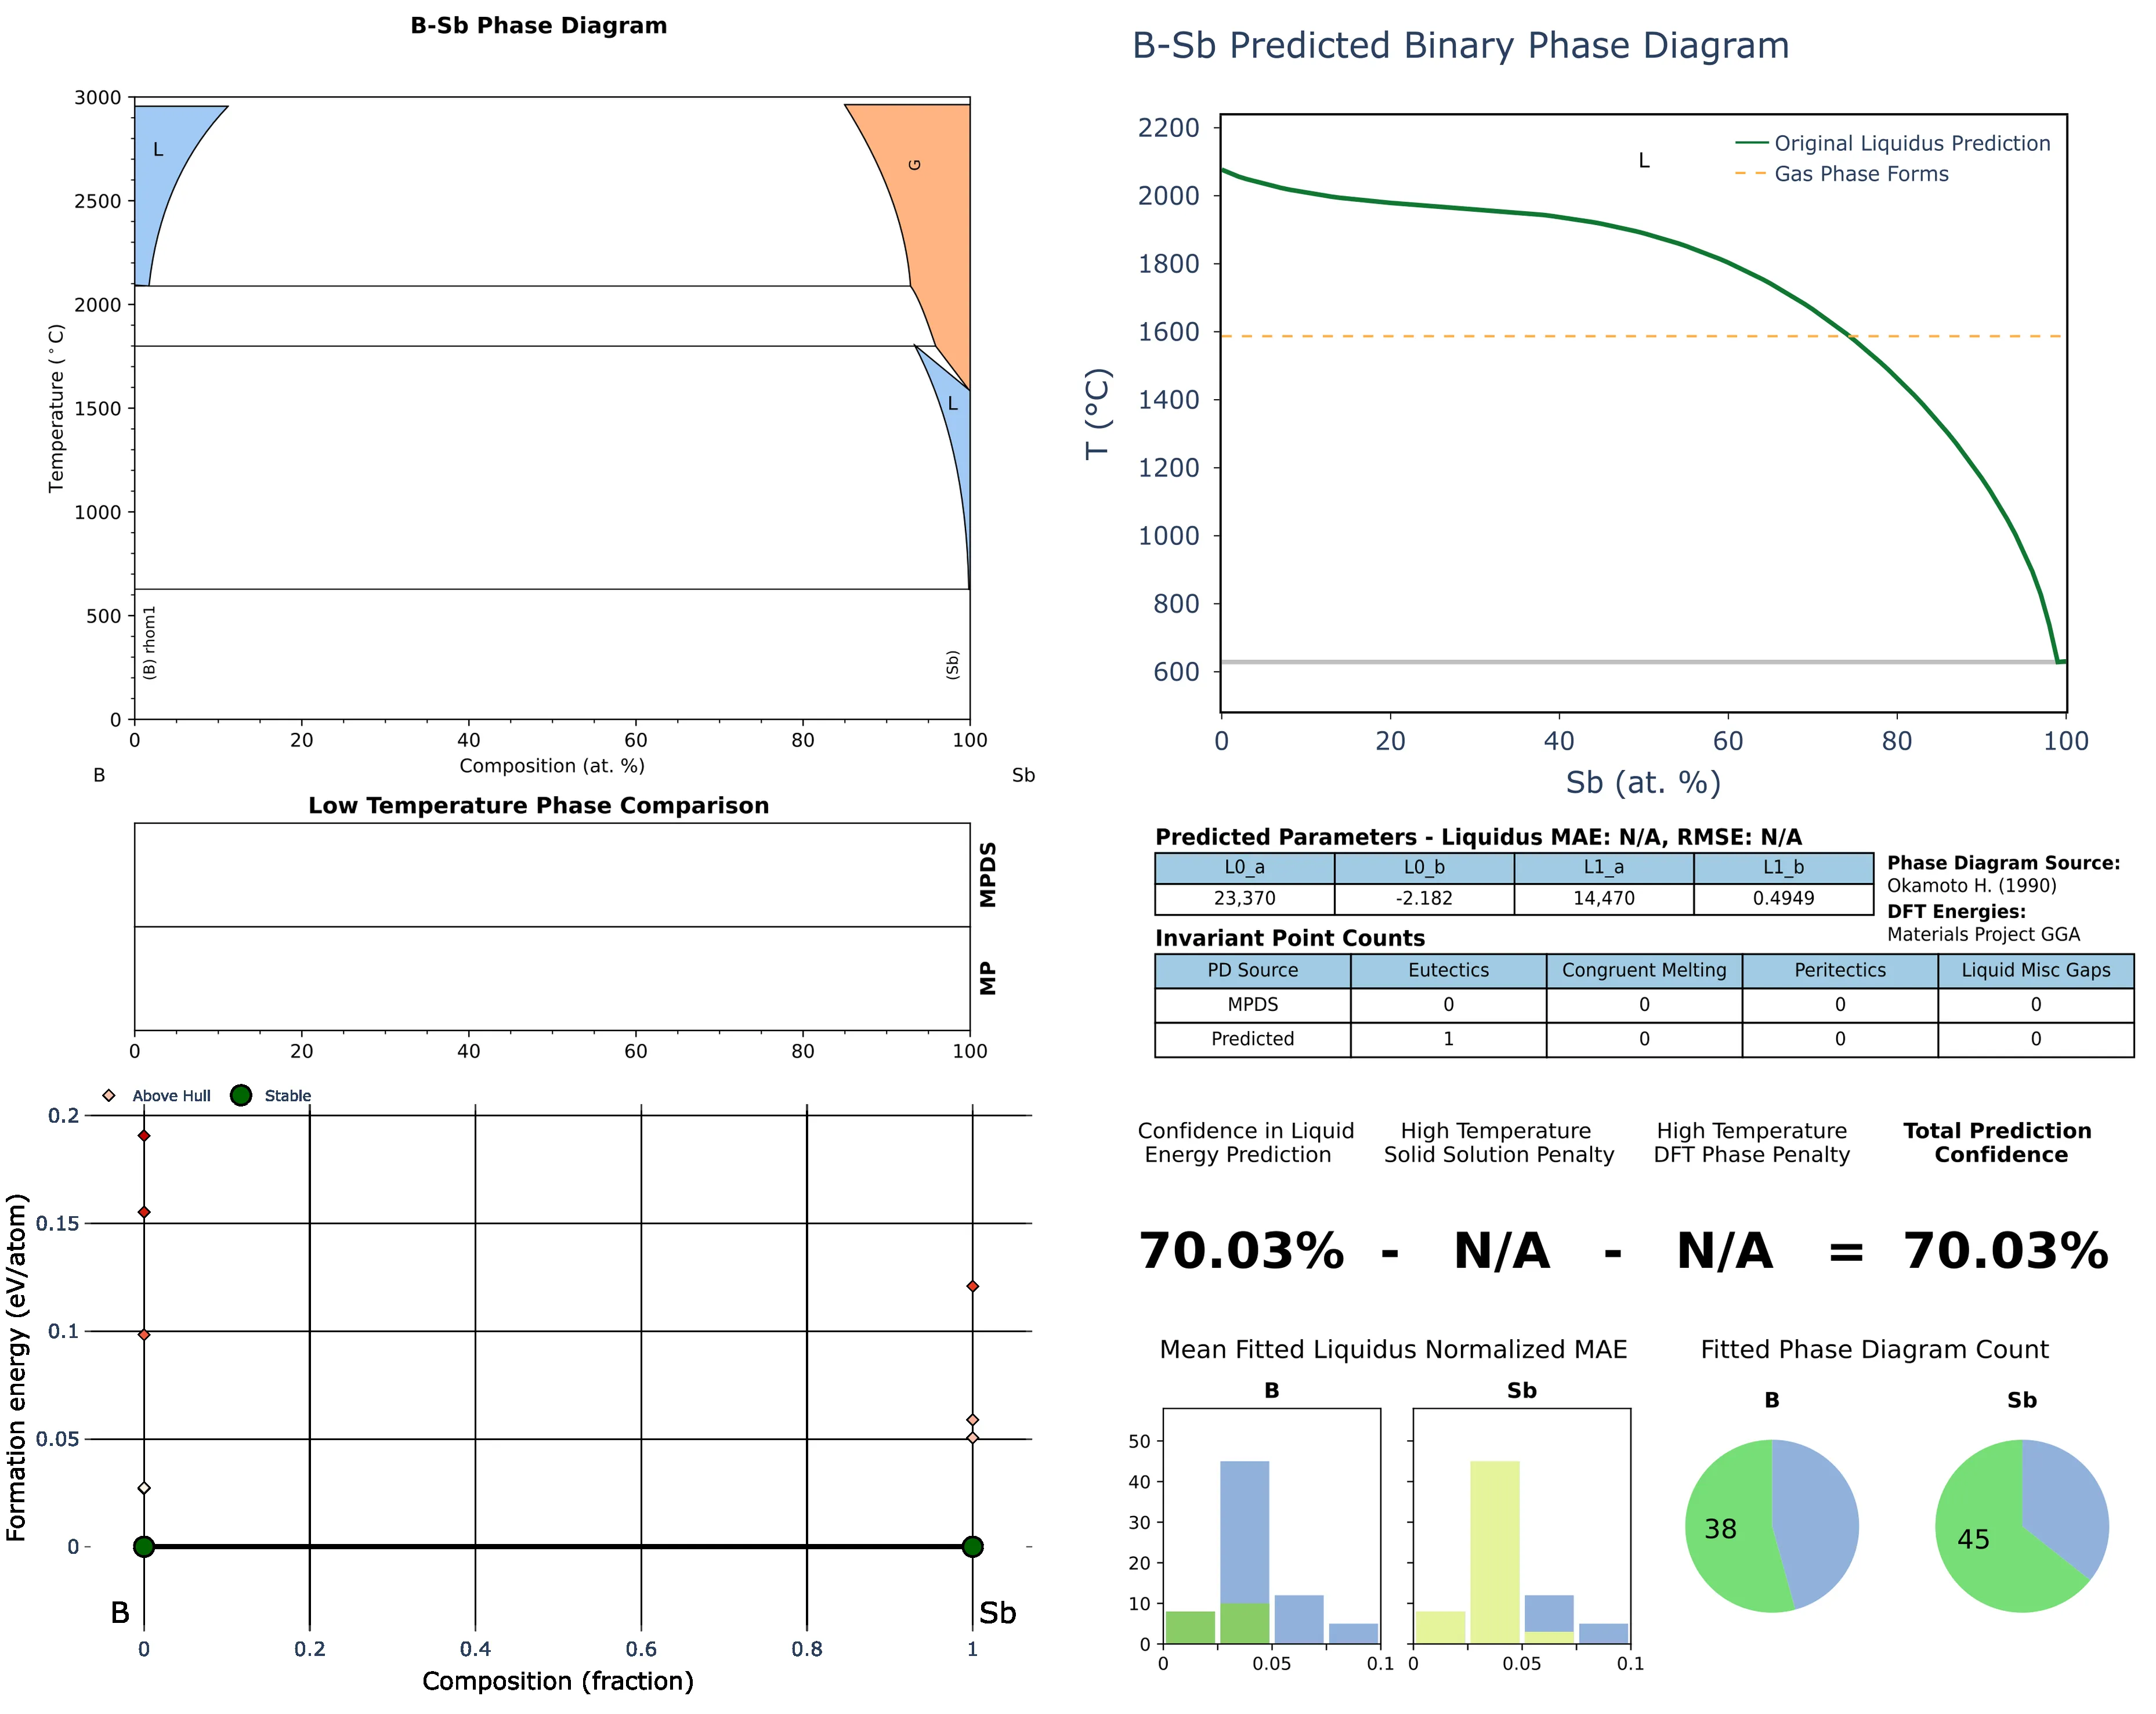 B-Sb Phase Diagram
3000
2500
2000
1500
1000
500
0
Temperature (°C)
L
G
L
(B) rhom1
(Sb)
0 20 40 60 80 100
Composition (at. %)
B Sb
Low Temperature Phase Comparison
MPDS
MP
0 20 40 60 80 100
Above Hull Stable
0.2
0.15
0.1
0.05
0
Formation energy (eV/atom)
B Sb
0 0.2 0.4 0.6 0.8 1
Composition (fraction)
B-Sb Predicted Binary Phase Diagram
2200
2000
1800
1600
1400
1200
1000
800
600
T (°C)
L
Original Liquidus Prediction
Gas Phase Forms
0 20 40 60 80 100
Sb (at. %)
Predicted Parameters - Liquidus MAE: N/A, RMSE: N/A
L0_a L0_b L1_a L1_b
23,370 -2.182 14,470 0.4949
Phase Diagram Source:
Okamoto H. (1990)
DFT Energies:
Materials Project GGA
Invariant Point Counts
PD Source Eutectics Congruent Melting Peritectics Liquid Misc Gaps
MPDS 0 0 0 0
Predicted 1 0 0 0
Confidence in Liquid
Energy Prediction
High Temperature
Solid Solution Penalty
High Temperature
DFT Phase Penalty
Total Prediction
Confidence
70.03% - N/A - N/A = 70.03%
Mean Fitted Liquidus Normalized MAE
B Sb
50
40
30
20
10
0
0 0.05 0.1 0 0.05 0.1
Fitted Phase Diagram Count
B Sb
38 45